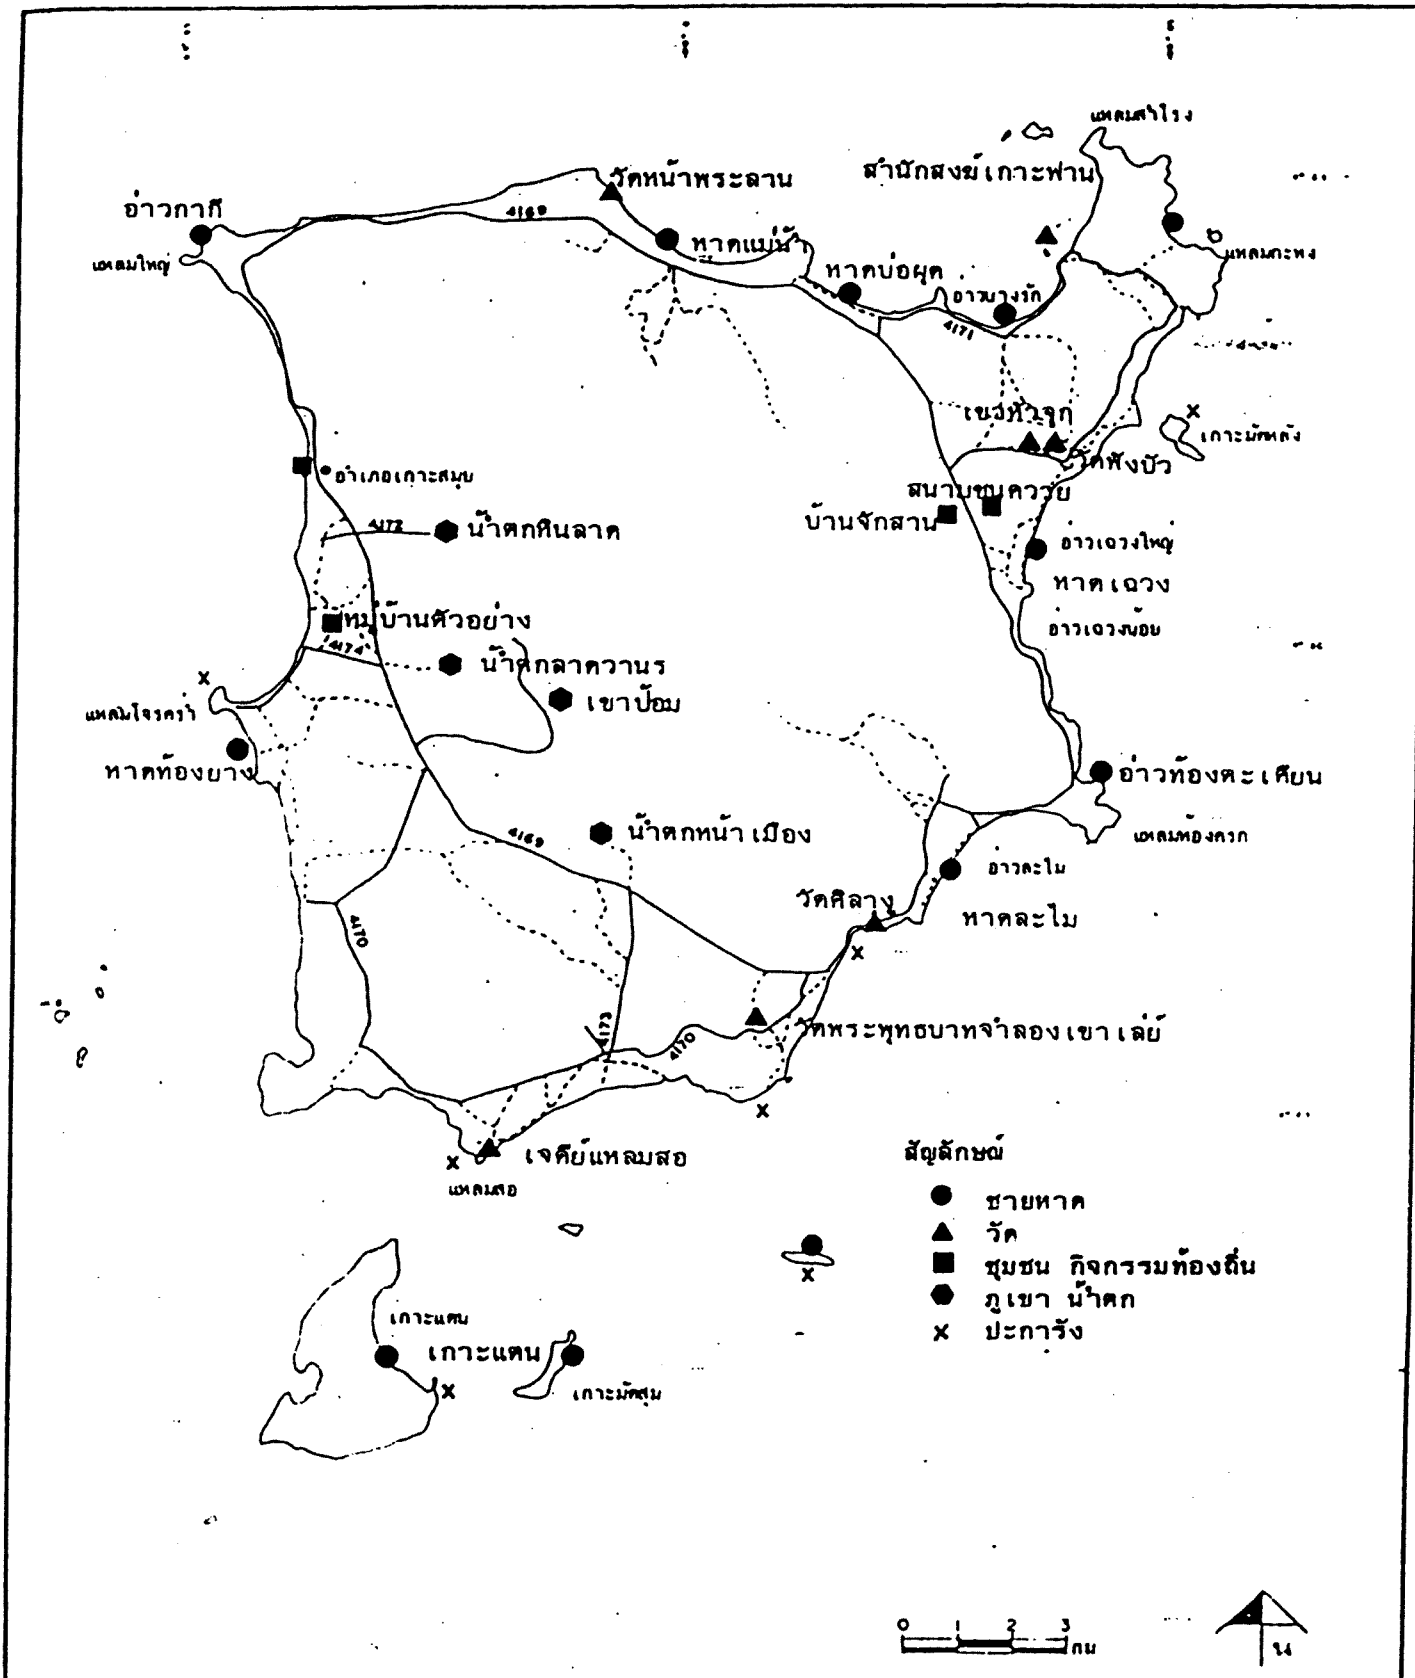 แหลมสำโรง
สำนักสงฆ์เกาะฟาน
วัดหน้าพระลาน
อ่าวกากี
4169
หาดแม่น้ำ
แหลมใหญ่
หาดบ่อผุด
อ่าวบางรัก
4171
เขาหัวจุก
เกาะมัดหลัง
วัดพังบัว
อำเภอเกาะสมุย
สนามชนควาย
บ้านจักสาน
4172
น้ำตกหินลาด
อ่าวเฉวงใหญ่
หาดเฉวง
อ่าวเฉวงน้อย
หมู่บ้านตัวอย่าง
4174
น้ำตกลาดวานร
เขาป้อม
แหลมโจรคร่ำ
หาดท้องยาง
อ่าวท้องตะเคียน
4169
น้ำตกหน้าเมือง
อ่าวละไม
วัดศิลางู
หาดละไม
4170
4173
4170
วัดพระพุทธบาทจำลองเขาเล่ย์
เจดีย์แหลมสอ
แหลมสอ
สัญลักษณ์
ชายหาด
วัด
ชุมชน กิจกรรมท้องถิ่น
ภูเขา น้ำตก
x ปะการัง
เกาะแตน
เกาะแตน
เกาะมัดสุม
0 1 2 3 กม